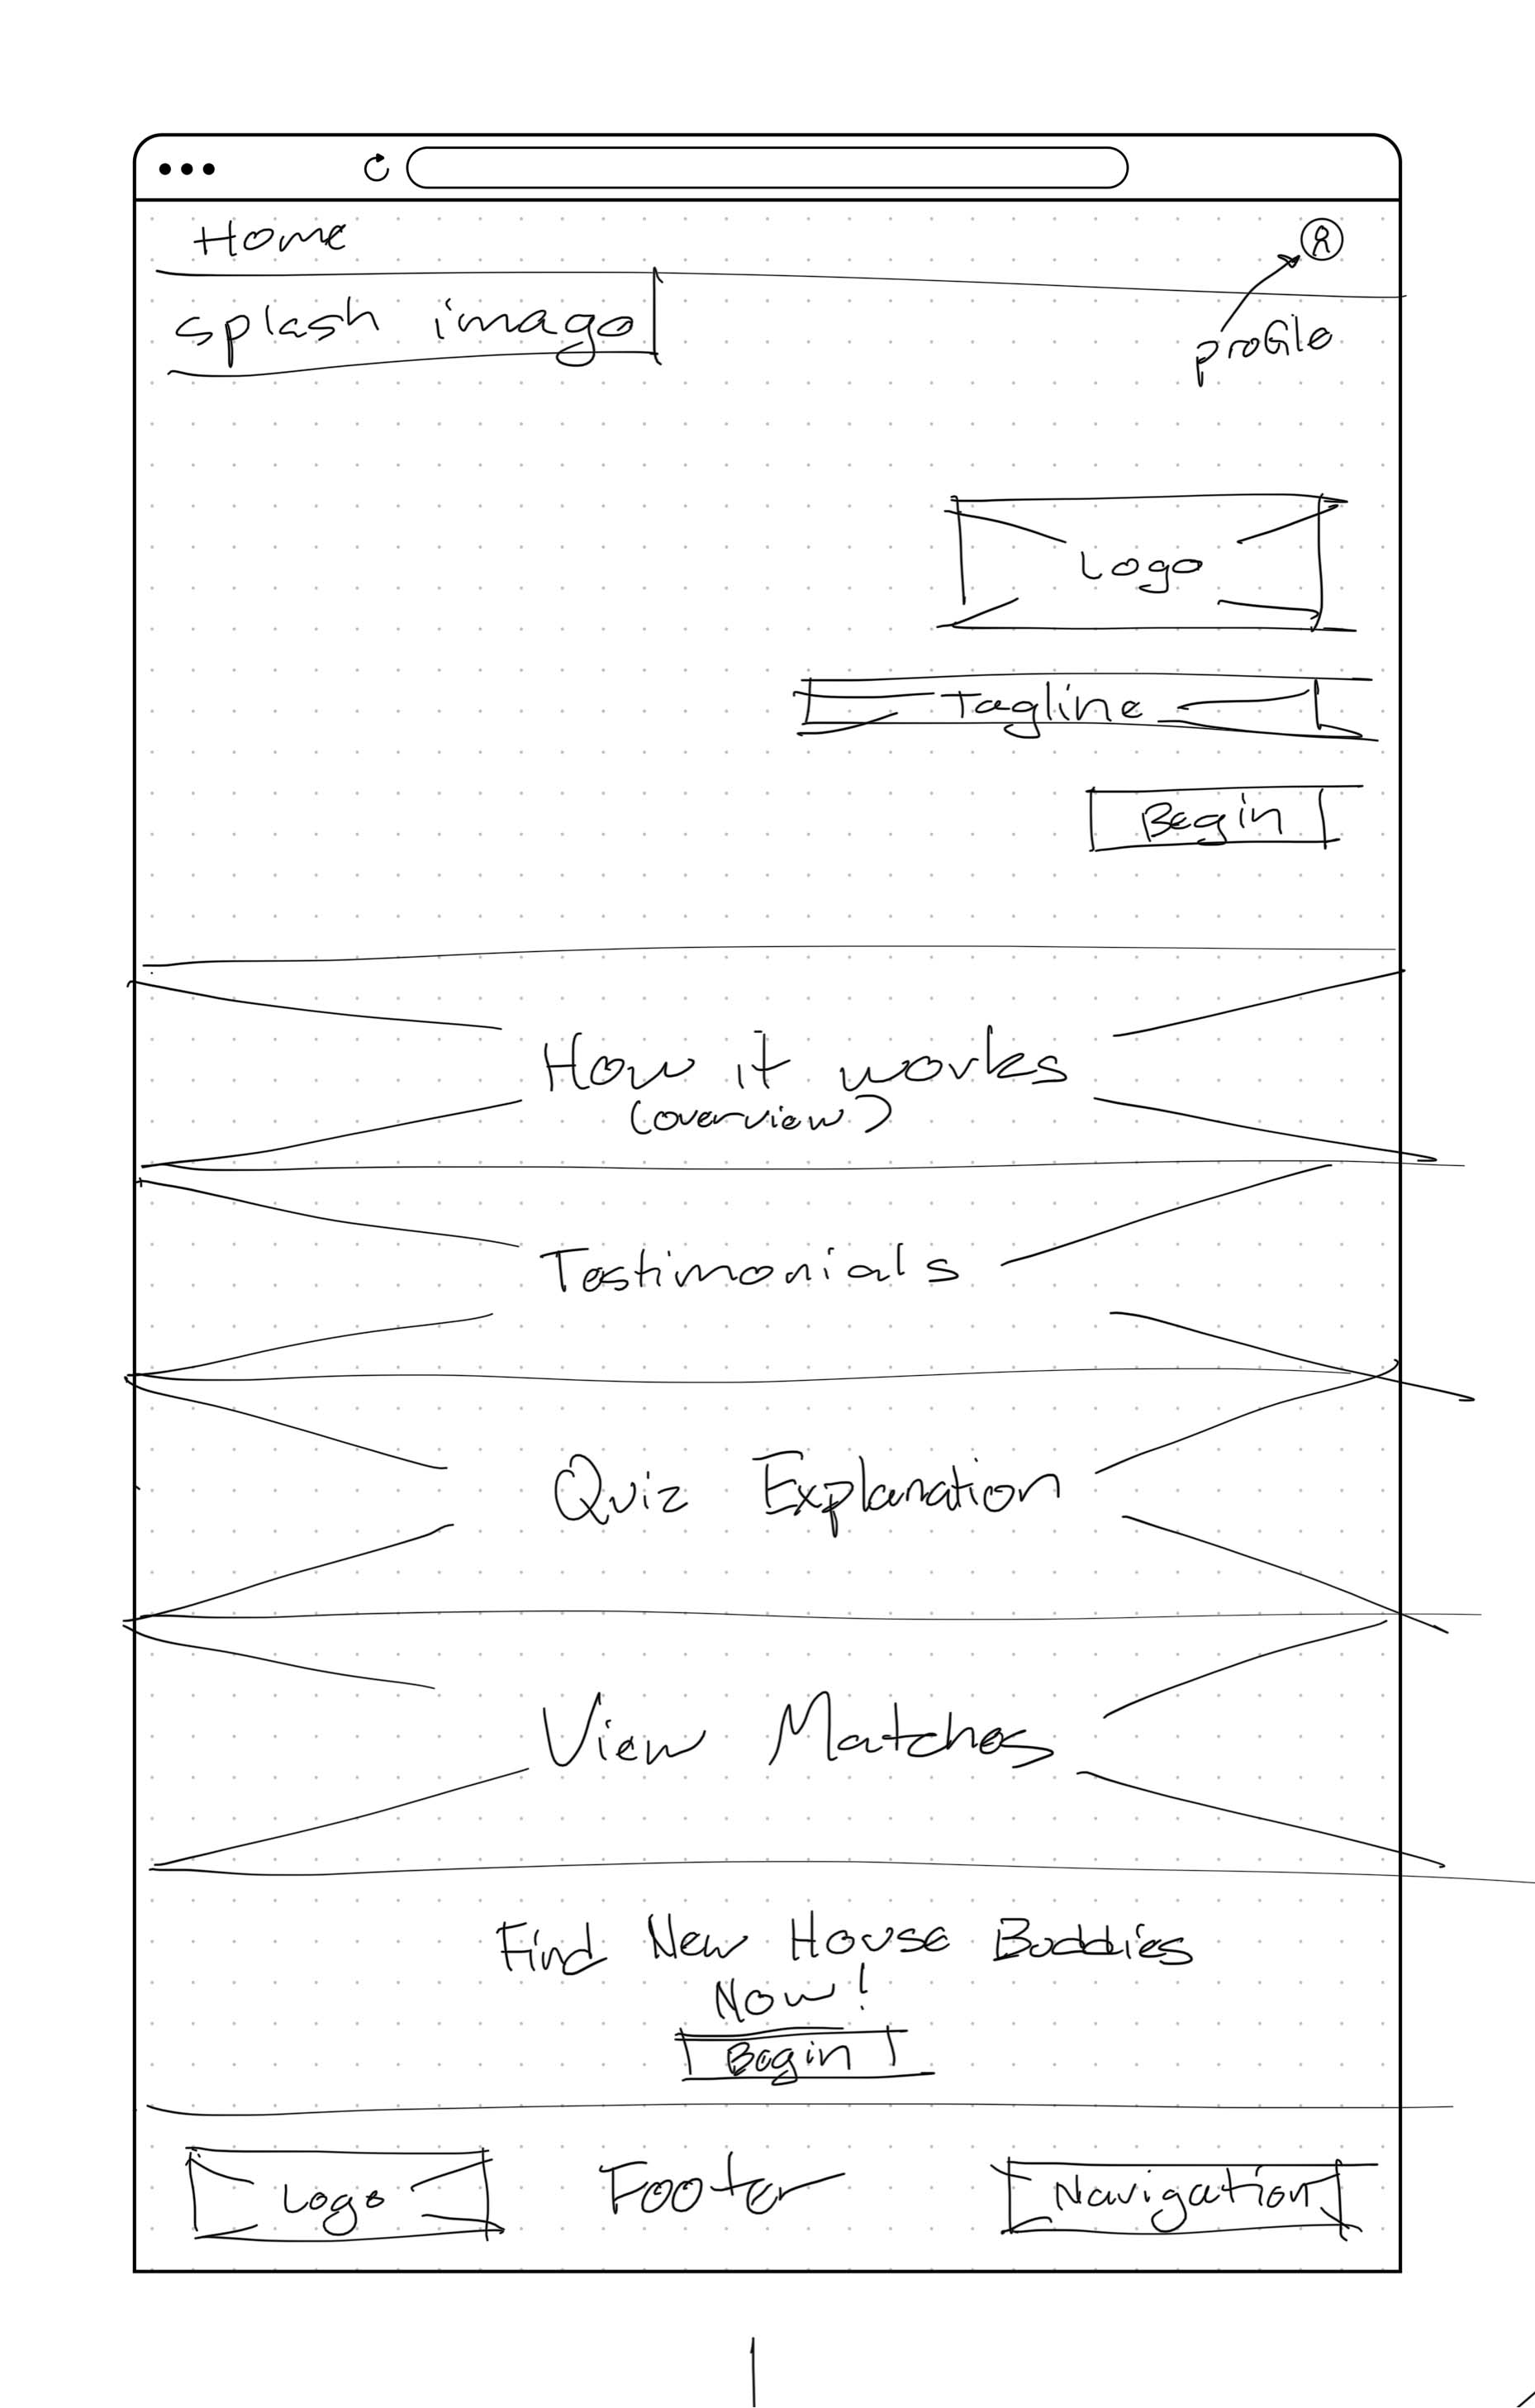 Home
splash image
profile
Logo
Tagline
Begin
How it works
(overview)
Testimonials
Quiz Explanation
View Matches
Find New House Buddies
Now!
Begin
Logo
Footer
Navigation